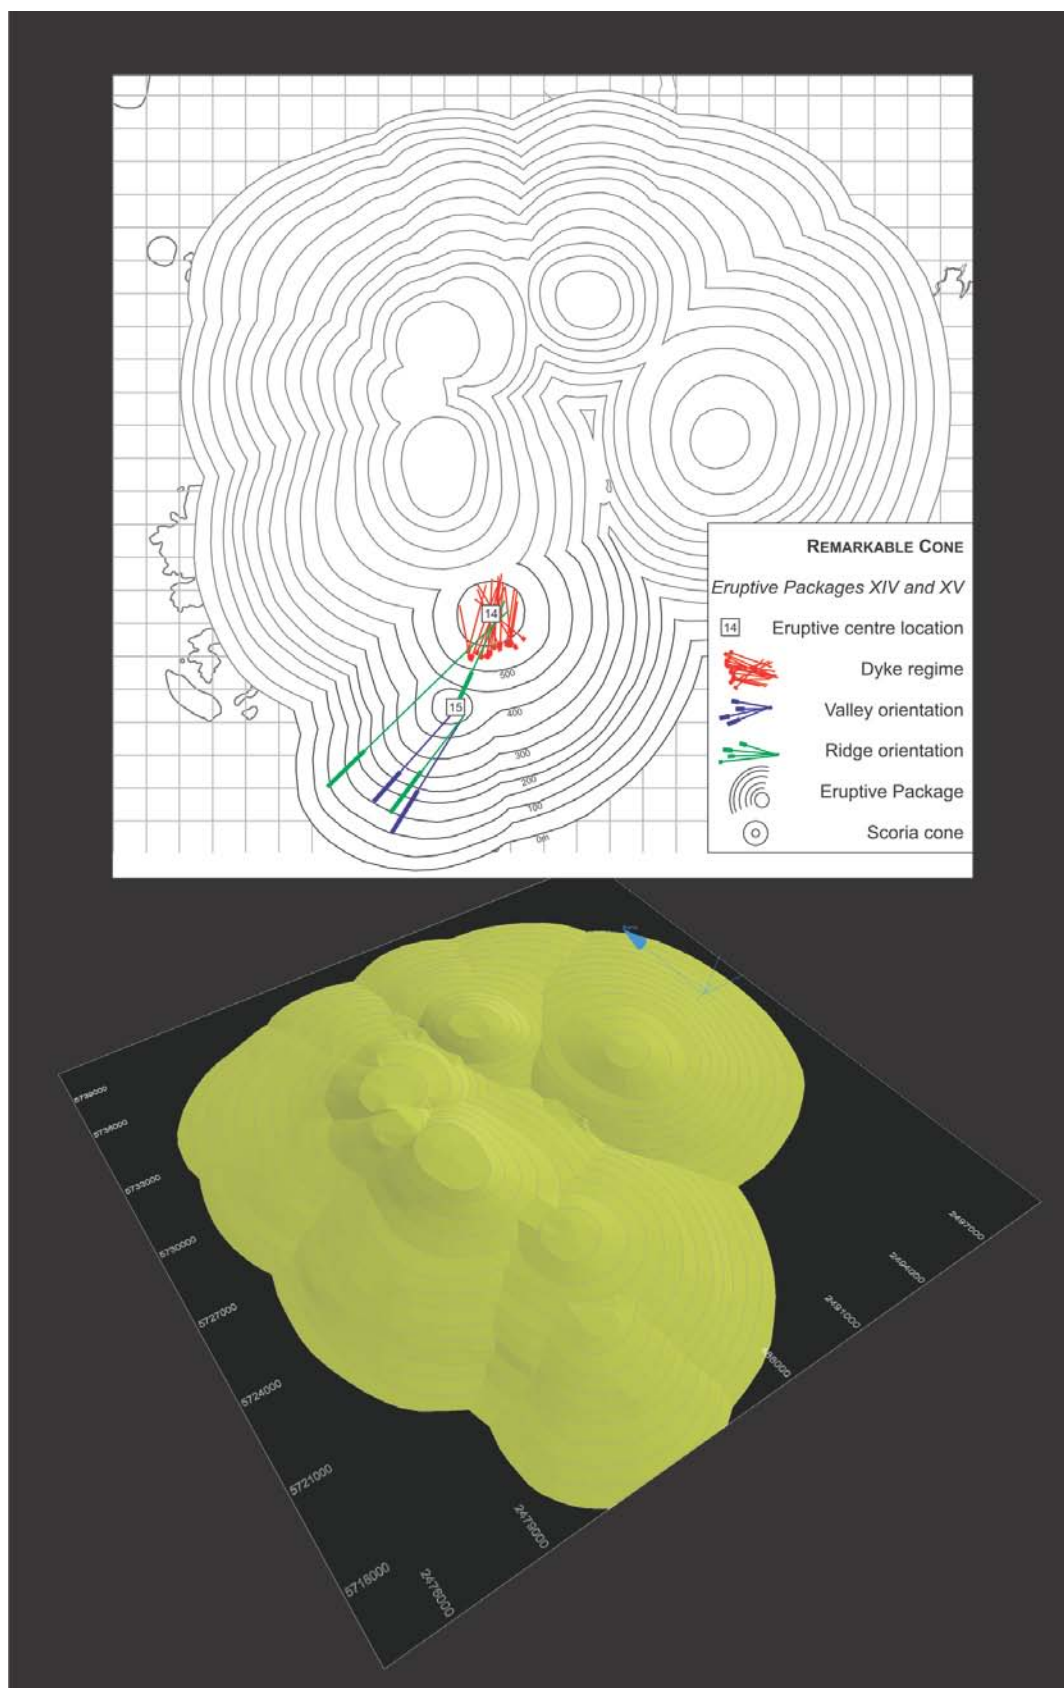 REMARKABLE CONE
Eruptive Packages XIV and XV
14 Eruptive centre location
Dyke regime
Valley orientation
Ridge orientation
Eruptive Package
Scoria cone
14
500
15
400
300
200
100
0m
5739000
5736000
5733000
5730000
5727000
5724000
5721000
5718000
2476000
2479000
2491000
2494000
2497000